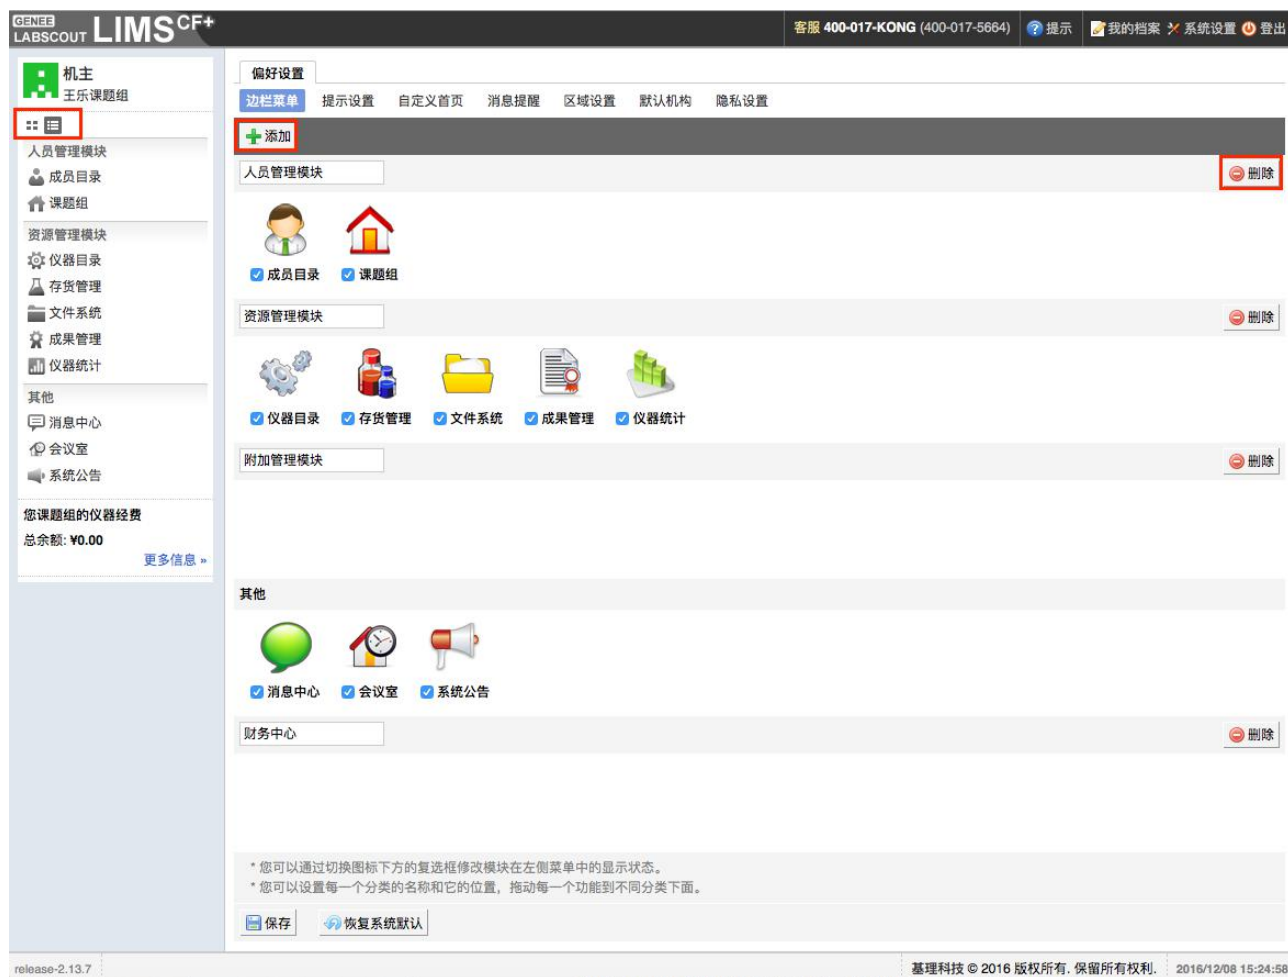 GENEE
LABSCOUT LIMS CF+
客服 400-017-KONG (400-017-5664) 提示 我的档案 系统设置 登出
机主
王乐课题组
人员管理模块
成员目录
课题组
资源管理模块
仪器目录
存货管理
文件系统
成果管理
仪器统计
其他
消息中心
会议室
系统公告
您课题组的仪器经费
总余额: ¥0.00
更多信息 »
偏好设置
边栏菜单 提示设置 自定义首页 消息提醒 区域设置 默认机构 隐私设置
添加
人员管理模块 删除
成员目录 课题组
资源管理模块 删除
仪器目录 存货管理 文件系统 成果管理 仪器统计
附加管理模块 删除
其他
消息中心 会议室 系统公告
财务中心 删除
* 您可以通过切换图标下方的复选框修改模块在左侧菜单中的显示状态。
* 您可以设置每一个分类的名称和它的位置，拖动每一个功能到不同分类下面。
保存 恢复系统默认
release-2.13.7 基理科技 © 2016 版权所有. 保留所有权利. 2016/12/08 15:24:58